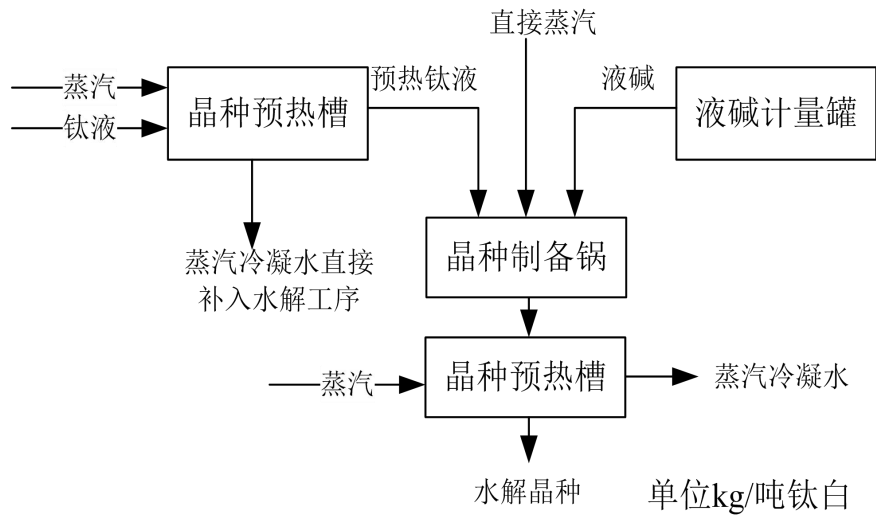 直接蒸汽
蒸汽
钛液
晶种预热槽
预热钛液
液碱
液碱计量罐
晶种制备锅
蒸汽冷凝水直接
补入水解工序
蒸汽
晶种预热槽
蒸汽冷凝水
水解晶种
单位kg/吨钛白